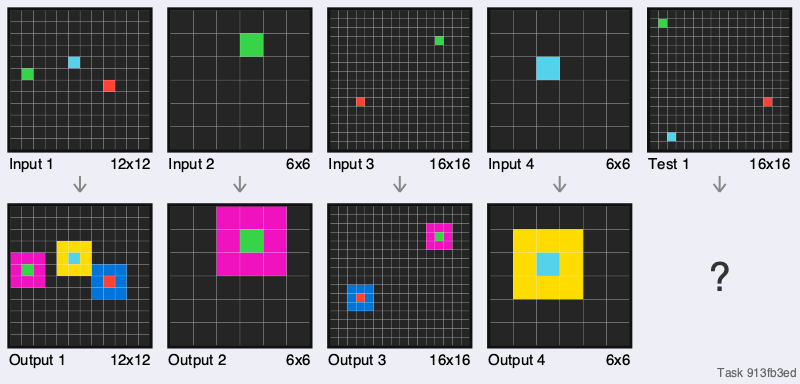 Input 1 12x12
Input 2 6x6
Input 3 16x16
Input 4 6x6
Test 1 16x16
?
Output 1 12x12
Output 2 6x6
Output 3 16x16
Output 4 6x6
Task 913fb3ed